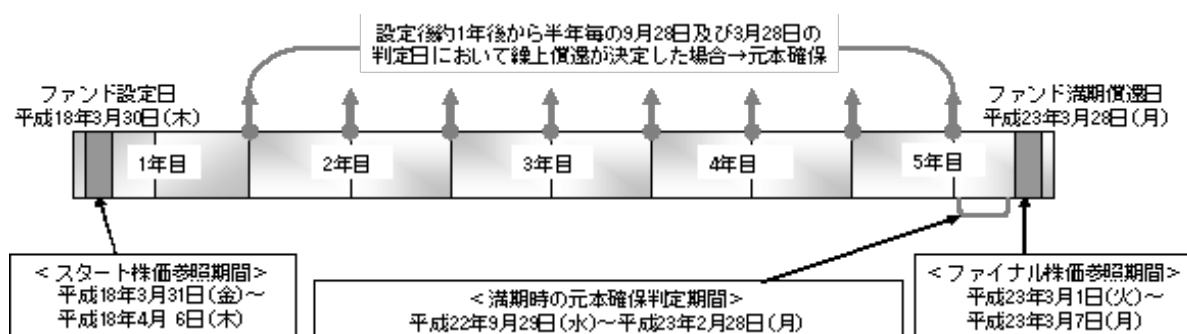 設定後約1年後から半年毎の9月28日及び3月28日の
判定日において繰上償還が決定した場合→元本確保
ファンド設定日
平成18年3月30日(木)
ファンド満期償還日
平成23年3月28日(月)
1年目
2年目
3年目
4年目
5年目
<スタート株価参照期間>
平成18年3月31日(金)~
平成18年4月 6日(木)
<満期時の元本確保判定期間>
平成22年9月29日(水)~平成23年2月28日(月)
<ファイナル株価参照期間>
平成23年3月1日(火)~
平成23年3月7日(月)